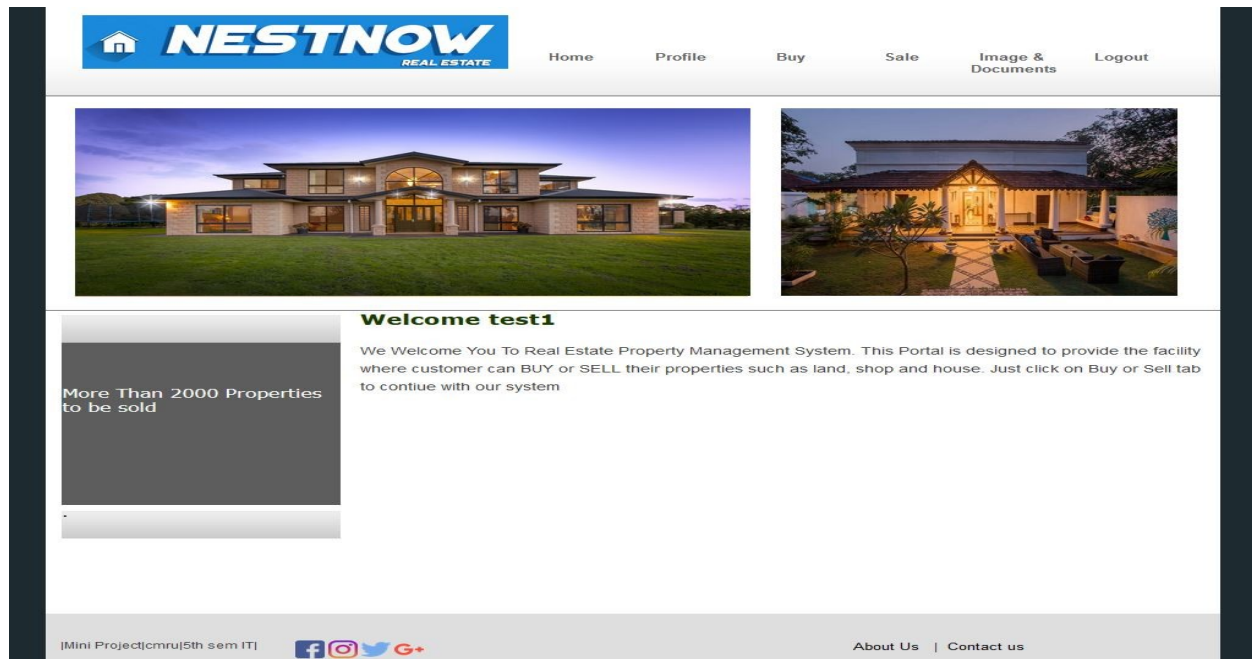 NESTNOW
REAL ESTATE
Home
Profile
Buy
Sale
Image &
Documents
Logout
Welcome test1
We Welcome You To Real Estate Property Management System. This Portal is designed to provide the facility
where customer can BUY or SELL their properties such as land, shop and house. Just click on Buy or Sell tab
to contiue with our system
More Than 2000 Properties
to be sold
-
|Mini Project|cmru|5th sem IT|
f
G+
About Us | Contact us